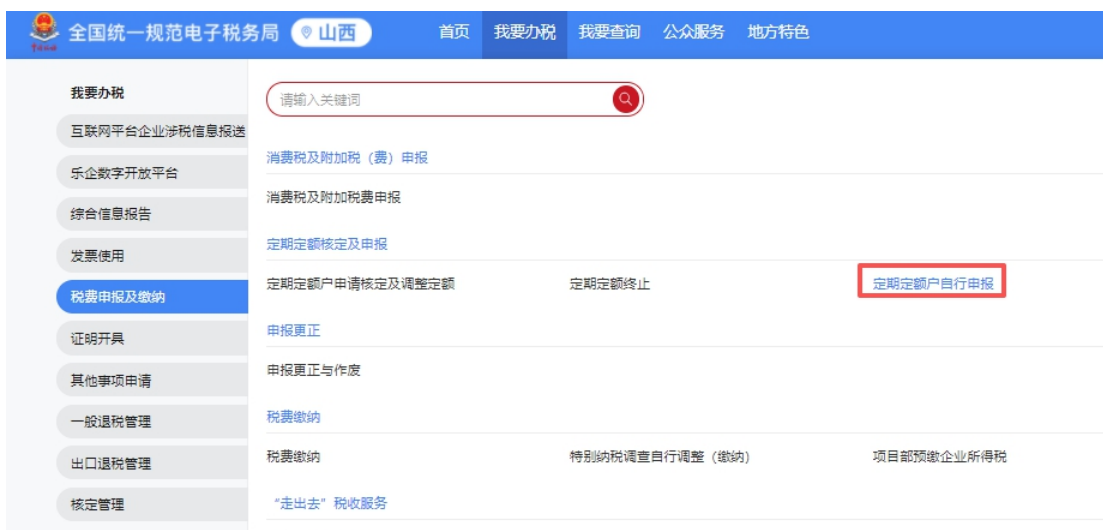 全国统一规范电子税务局 山西 首页 我要办税 我要查询 公众服务 地方特色
我要办税
互联网平台企业涉税信息报送
乐企数字开放平台
综合信息报告
发票使用
税费申报及缴纳
证明开具
其他事项申请
一般退税管理
出口退税管理
核定管理
请输入关键词
消费税及附加税（费）申报
消费税及附加税费申报
定期定额核定及申报
定期定额户申请核定及调整定额 定期定额终止 定期定额户自行申报
申报更正
申报更正与作废
税费缴纳
税费缴纳 特别纳税调查自行调整（缴纳） 项目部预缴企业所得税
“走出去”税收服务